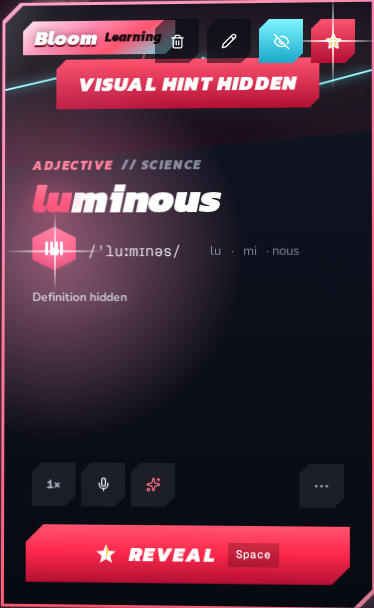 Bloom Learning
VISUAL HINT HIDDEN
ADJECTIVE // SCIENCE
luminous
/ˈluːmɪnəs/ lu · mi · nous
Definition hidden
1×
REVEAL Space